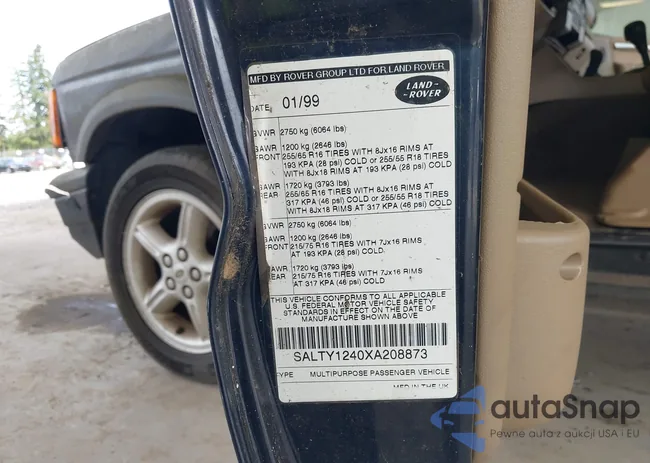 MFD BY ROVER GROUP LTD FOR LAND ROVER
DATE 01/99
LAND-
-ROVER
GVWR 2750 kg (6064 lbs)
GAWR 1200 kg (2646 lbs)
FRONT 255/65 R16 TIRES WITH 8Jx16 RIMS AT
193 KPA (28 psi) COLD or 255/55 R18 TIRES
WITH 8Jx18 RIMS AT 193 KPA (28 psi) COLD
GAWR 1720 kg (3793 lbs)
REAR 255/65 R16 TIRES WITH 8Jx16 RIMS AT
317 KPA (46 psi) COLD or 255/55 R18 TIRES
WITH 8Jx18 RIMS AT 317 KPA (46 psi) COLD
GVWR 2750 kg (6064 lbs)
GAWR 1200 kg (2646 lbs)
FRONT 215/75 R16 TIRES WITH 7Jx16 RIMS
AT 193 KPA (28 psi) COLD
GAWR 1720 kg (3793 lbs)
REAR 215/75 R16 TIRES WITH 7Jx16 RIMS
AT 317 KPA (46 psi) COLD
THIS VEHICLE CONFORMS TO ALL APPLICABLE
U.S. FEDERAL MOTOR VEHICLE SAFETY
STANDARDS IN EFFECT ON THE DATE OF
MANUFACTURE SHOWN ABOVE
SALTY1240XA208873
TYPE MULTIPURPOSE PASSENGER VEHICLE
MFD IN THE UK
autaSnap
Pewne auta z aukcji USA i EU